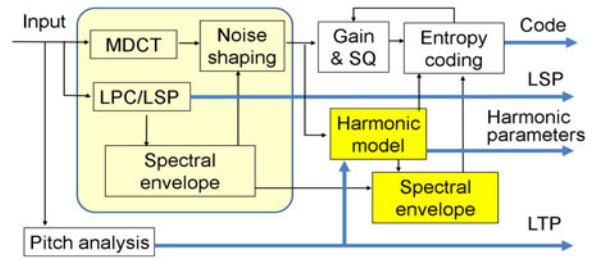 Input
MDCT
Noise
shaping
Gain
& SQ
Entropy
coding
Code
LPC/LSP
LSP
Harmonic
model
Harmonic
parameters
Spectral
envelope
Spectral
envelope
Pitch analysis
LTP